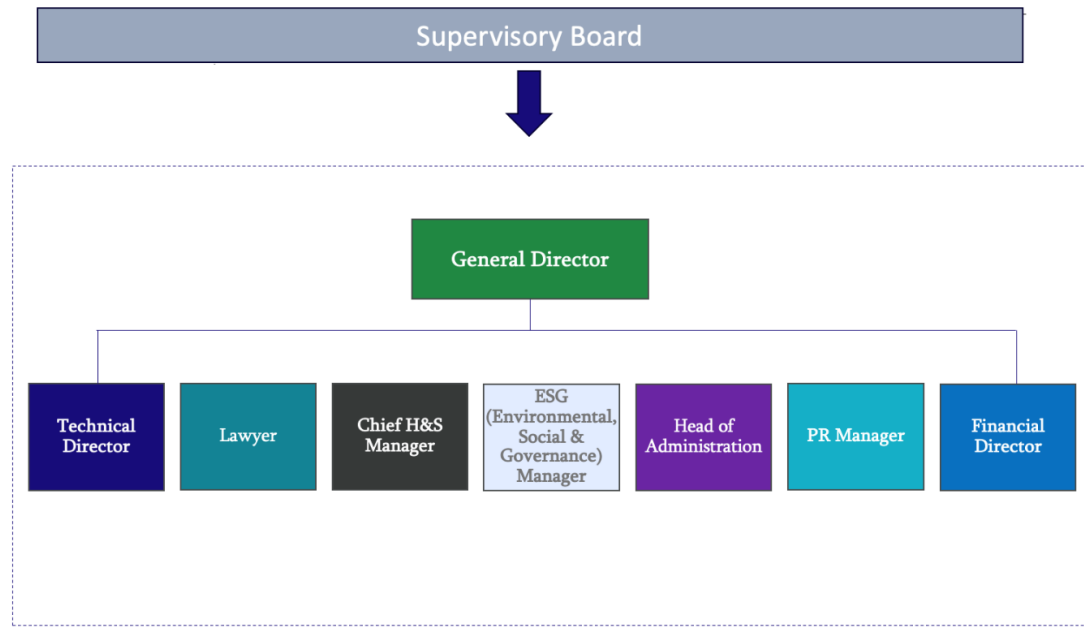 Supervisory Board
General Director
Technical
Director
Lawyer
Chief H&S
Manager
ESG
(Environmental,
Social &
Governance)
Manager
Head of
Administration
PR Manager
Financial
Director